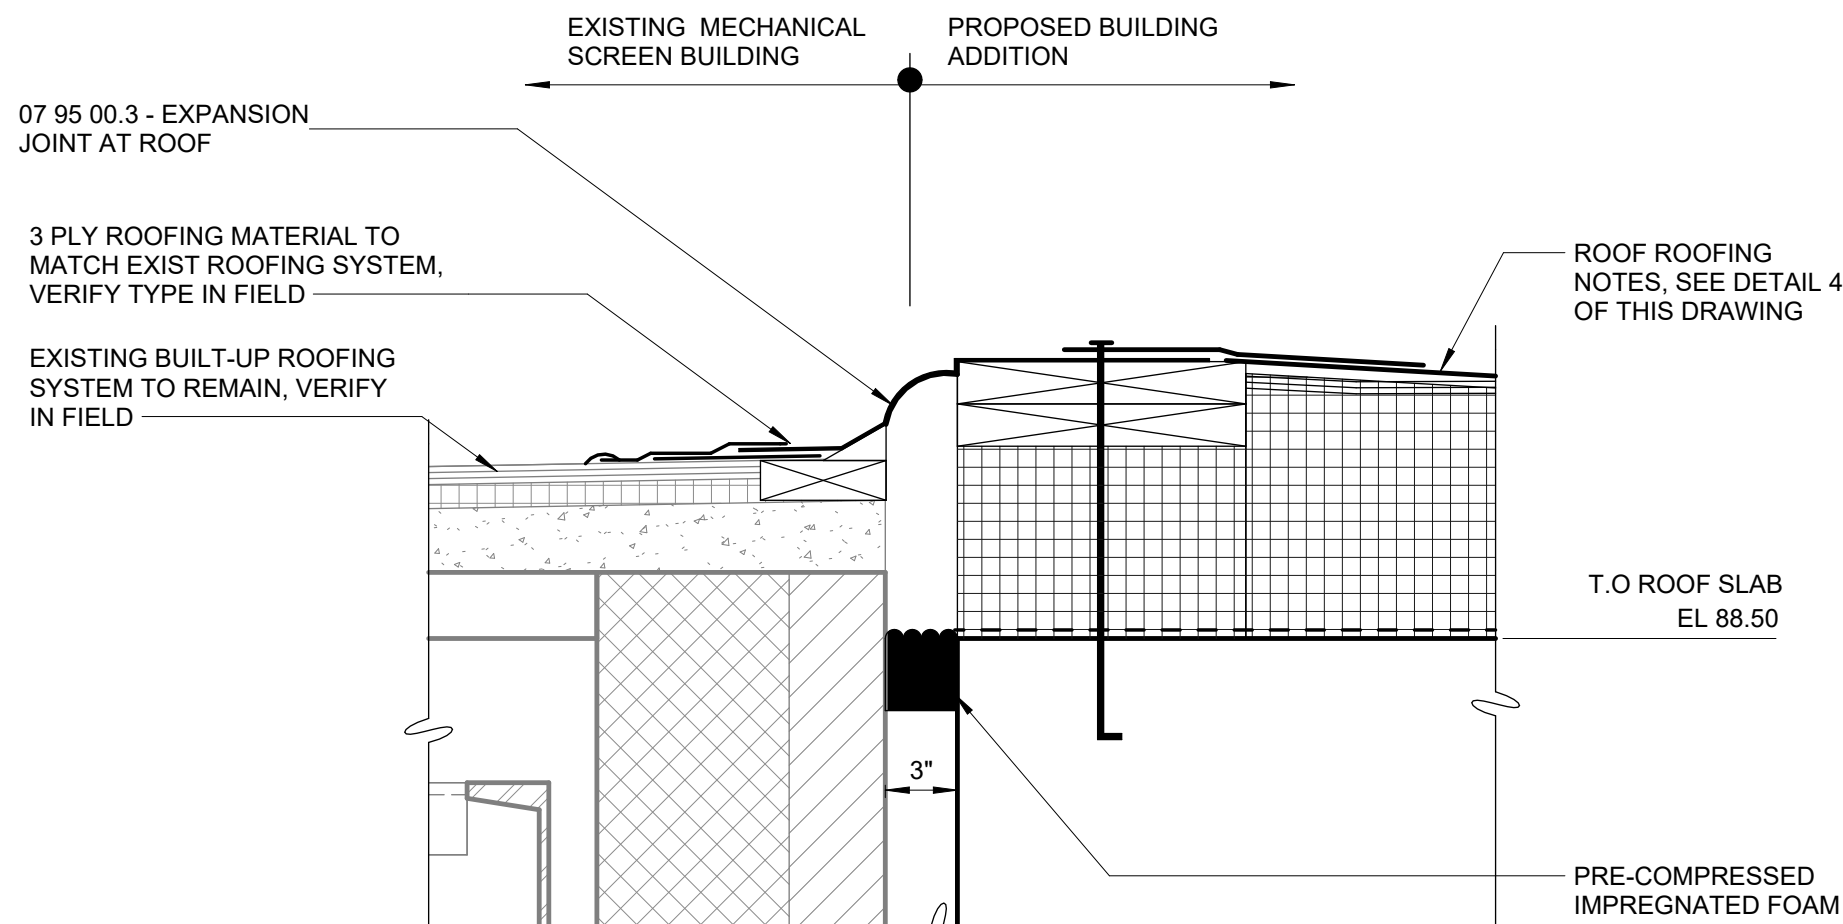 EXISTING MECHANICAL
SCREEN BUILDING
PROPOSED BUILDING
ADDITION
07 95 00.3 - EXPANSION
JOINT AT ROOF
3 PLY ROOFING MATERIAL TO
MATCH EXIST ROOFING SYSTEM,
VERIFY TYPE IN FIELD
EXISTING BUILT-UP ROOFING
SYSTEM TO REMAIN, VERIFY
IN FIELD
ROOF ROOFING
NOTES, SEE DETAIL 4
OF THIS DRAWING
T.O ROOF SLAB
EL 88.50
3"
PRE-COMPRESSED
IMPREGNATED FOAM